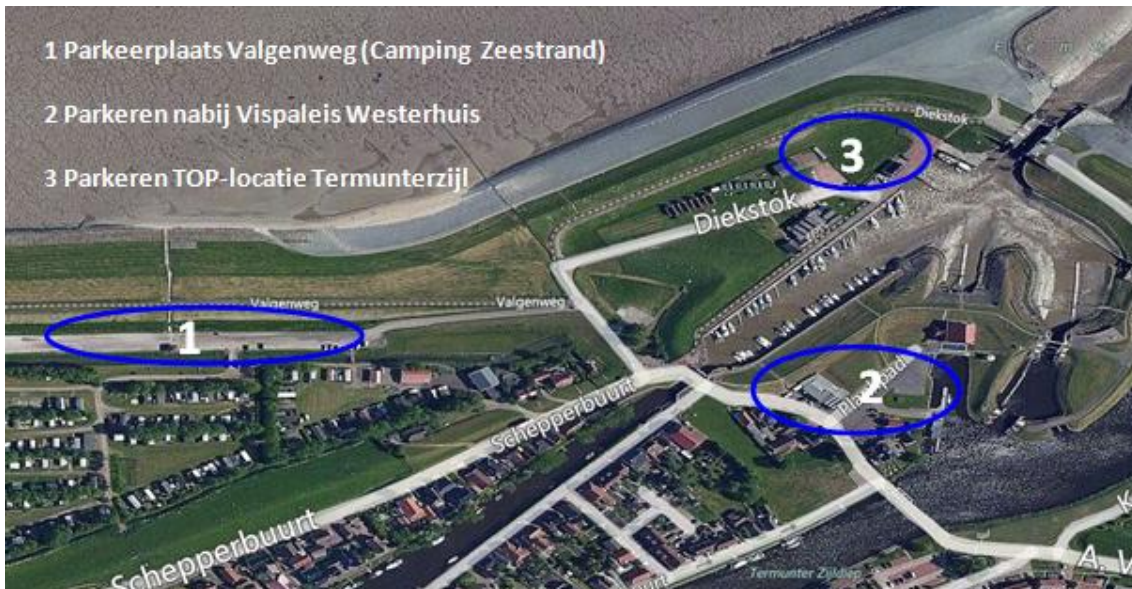 1 Parkeerplaats Valgenweg (Camping Zeestrand)
2 Parkeren nabij Vispaleis Westerhuis
3 Parkeren TOP-locatie Termunterzijl
Diekstok
3
Diekstok
Valgenweg
Valgenweg
1
2
Schepperbuurt
Schepperbuurt
Termunter Zijldiep